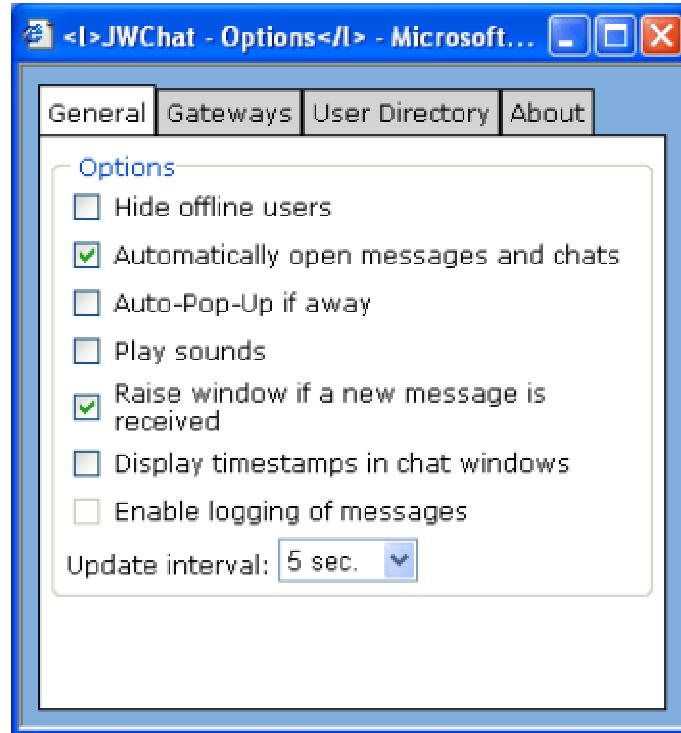 <l>JWChat - Options</l> - Microsoft...
General Gateways User Directory About
Options
Hide offline users
Automatically open messages and chats
Auto-Pop-Up if away
Play sounds
Raise window if a new message is
received
Display timestamps in chat windows
Enable logging of messages
Update interval: 5 sec.